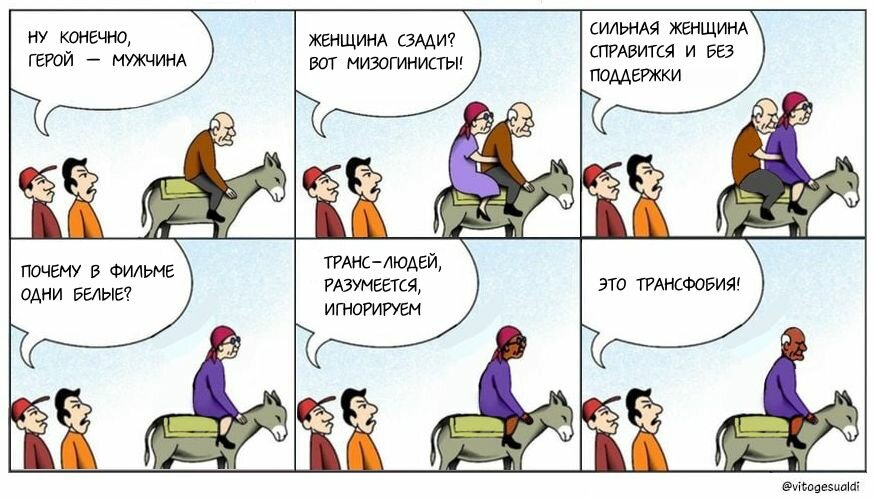 НУ КОНЕЧНО,
ГЕРОЙ — МУЖЧИНА
ЖЕНЩИНА СЗАДИ?
ВОТ МИЗОГИНИСТЫ!
СИЛЬНАЯ ЖЕНЩИНА
СПРАВИТСЯ И БЕЗ
ПОДДЕРЖКИ
ПОЧЕМУ В ФИЛЬМЕ
ОДНИ БЕЛЫЕ?
ТРАНС-ЛЮДЕЙ,
РАЗУМЕЕТСЯ,
ИГНОРИРУЕМ
ЭТО ТРАНСФОБИЯ!
@vitogesualdi